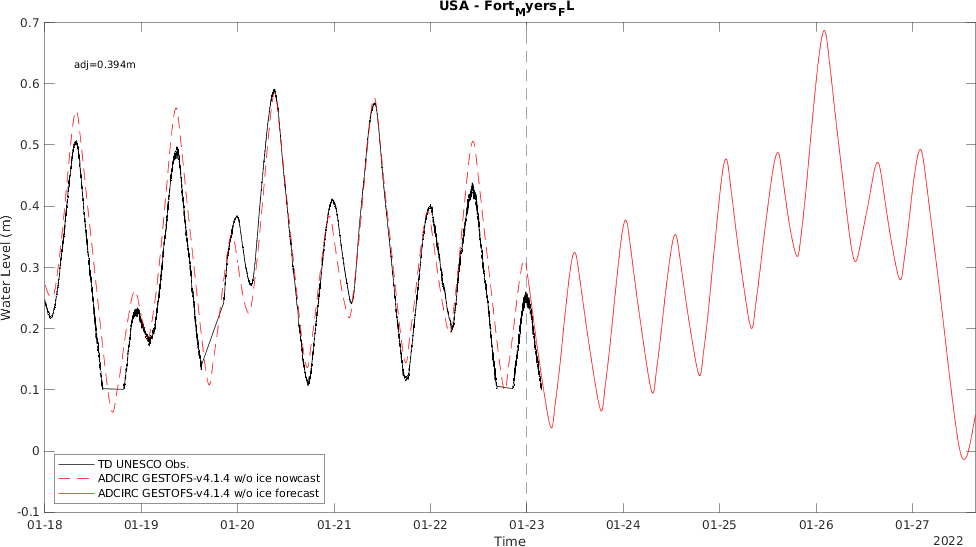 USA - Fort_Myers_FL
0.7
adj=0.394m
0.6
0.5
0.4
0.3
0.2
0.1
0
-0.1
Water Level (m)
TD UNESCO Obs.
ADCIRC GESTOFS-v4.1.4 w/o ice nowcast
ADCIRC GESTOFS-v4.1.4 w/o ice forecast
01-18 01-19 01-20 01-21 01-22 01-23 01-24 01-25 01-26 01-27
Time
2022